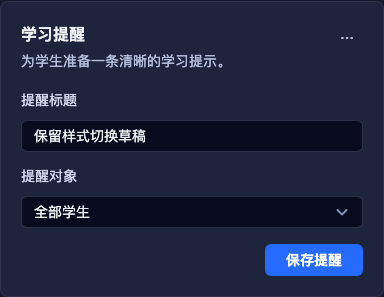 学习提醒
...
为学生准备一条清晰的学习提示。
提醒标题
保留样式切换草稿
提醒对象
全部学生
保存提醒